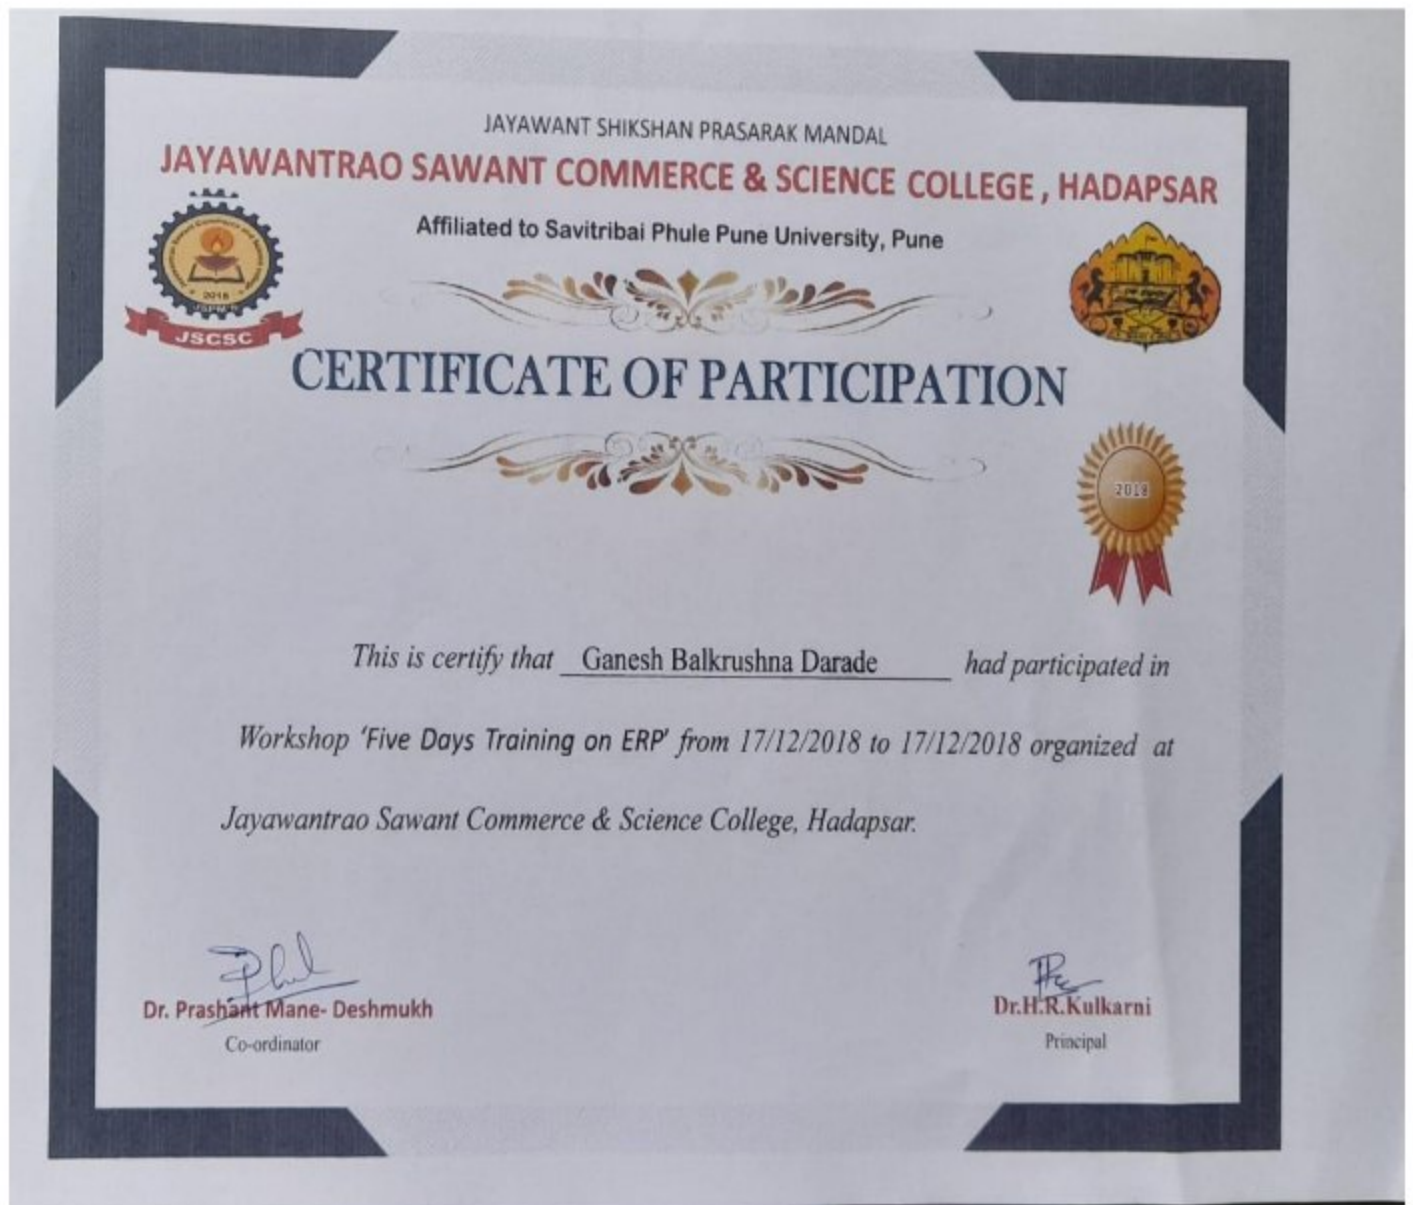 JAYAWANT SHIKSHAN PRASARAK MANDAL
JAYAWANTRAO SAWANT COMMERCE & SCIENCE COLLEGE , HADAPSAR
Affiliated to Savitribai Phule Pune University, Pune
2018
JSPM'S
JSCSC
CERTIFICATE OF PARTICIPATION
2018
This is certify that Ganesh Balkrushna Darade had participated in
Workshop ‘Five Days Training on ERP’ from 17/12/2018 to 17/12/2018 organized at
Jayawantrao Sawant Commerce & Science College, Hadapsar.
Dr. Prashant Mane- Deshmukh
Dr.H.R.Kulkarni
Co-ordinator
Principal